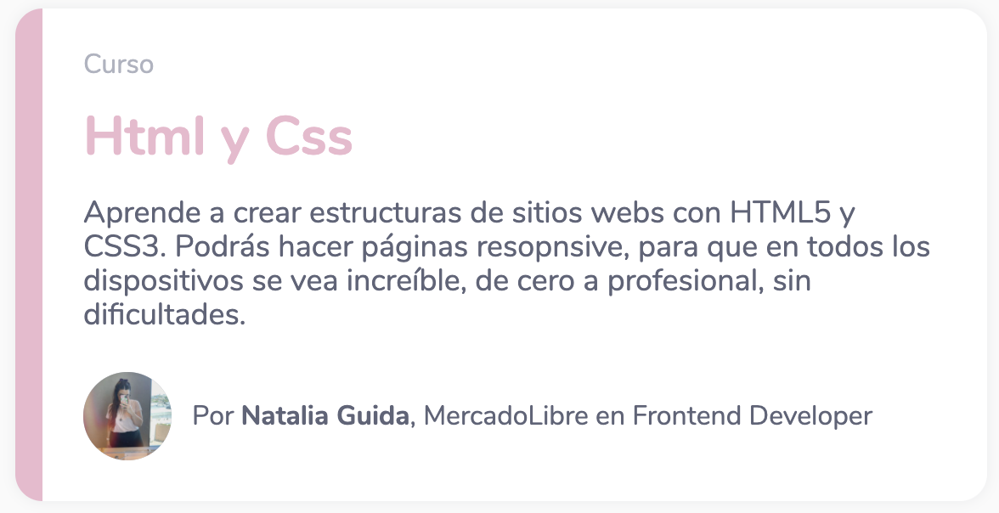 Curso
Html y Css
Aprende a crear estructuras de sitios webs con HTML5 y
CSS3. Podrás hacer páginas resopnsive, para que en todos los
dispositivos se vea increíble, de cero a profesional, sin
dificultades.
Por Natalia Guida, MercadoLibre en Frontend Developer